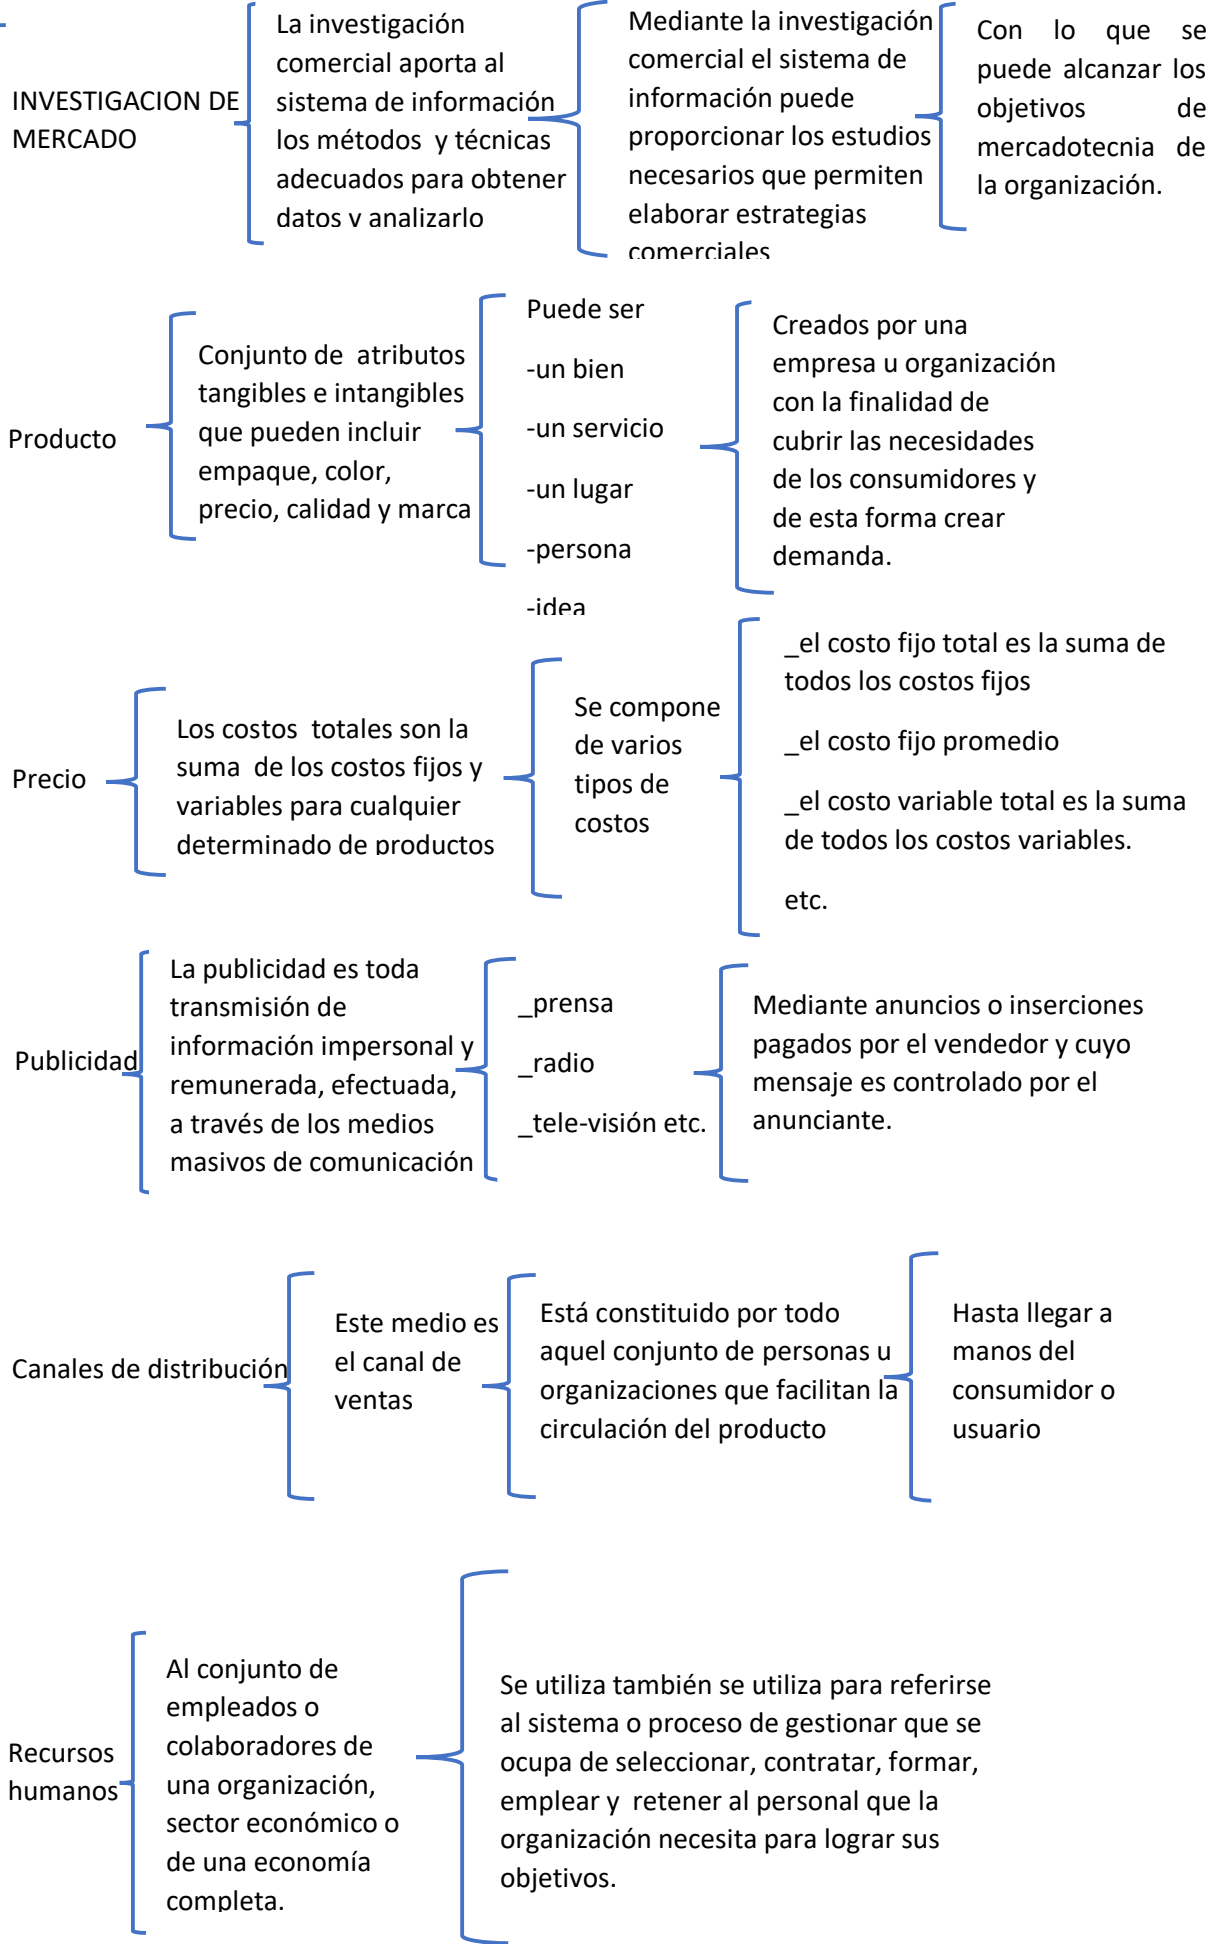 INVESTIGACION DE
MERCADO
La investigación
comercial aporta al
sistema de información
los métodos  y técnicas
adecuados para obtener
datos y analizarlo
Mediante la investigación
comercial el sistema de
información puede
proporcionar los estudios
necesarios que permiten
elaborar estrategias
comerciales
Con lo que se
puede alcanzar los
objetivos de
mercadotecnia de
la organización.
Producto
Conjunto de  atributos
tangibles e intangibles
que pueden incluir
empaque, color,
precio, calidad y marca
Puede ser
-un bien
-un servicio
-un lugar
-persona
-idea
Creados por una
empresa u organización
con la finalidad de
cubrir las necesidades
de los consumidores y
de esta forma crear
demanda.
Precio
Los costos  totales son la
suma  de los costos fijos y
variables para cualquier
determinado de productos
Se compone
de varios
tipos de
costos
_el costo fijo total es la suma de
todos los costos fijos
_el costo fijo promedio
_el costo variable total es la suma
de todos los costos variables.
etc.
Publicidad
La publicidad es toda
transmisión de
información impersonal y
remunerada, efectuada,
a través de los medios
masivos de comunicación
_prensa
_radio
_tele-visión etc.
Mediante anuncios o inserciones
pagados por el vendedor y cuyo
mensaje es controlado por el
anunciante.
Canales de distribución
Este medio es
el canal de
ventas
Está constituido por todo
aquel conjunto de personas u
organizaciones que facilitan la
circulación del producto
Hasta llegar a
manos del
consumidor o
usuario
Recursos
humanos
Al conjunto de
empleados o
colaboradores de
una organización,
sector económico o
de una economía
completa.
Se utiliza también se utiliza para referirse
al sistema o proceso de gestionar que se
ocupa de seleccionar, contratar, formar,
emplear y  retener al personal que la
organización necesita para lograr sus
objetivos.